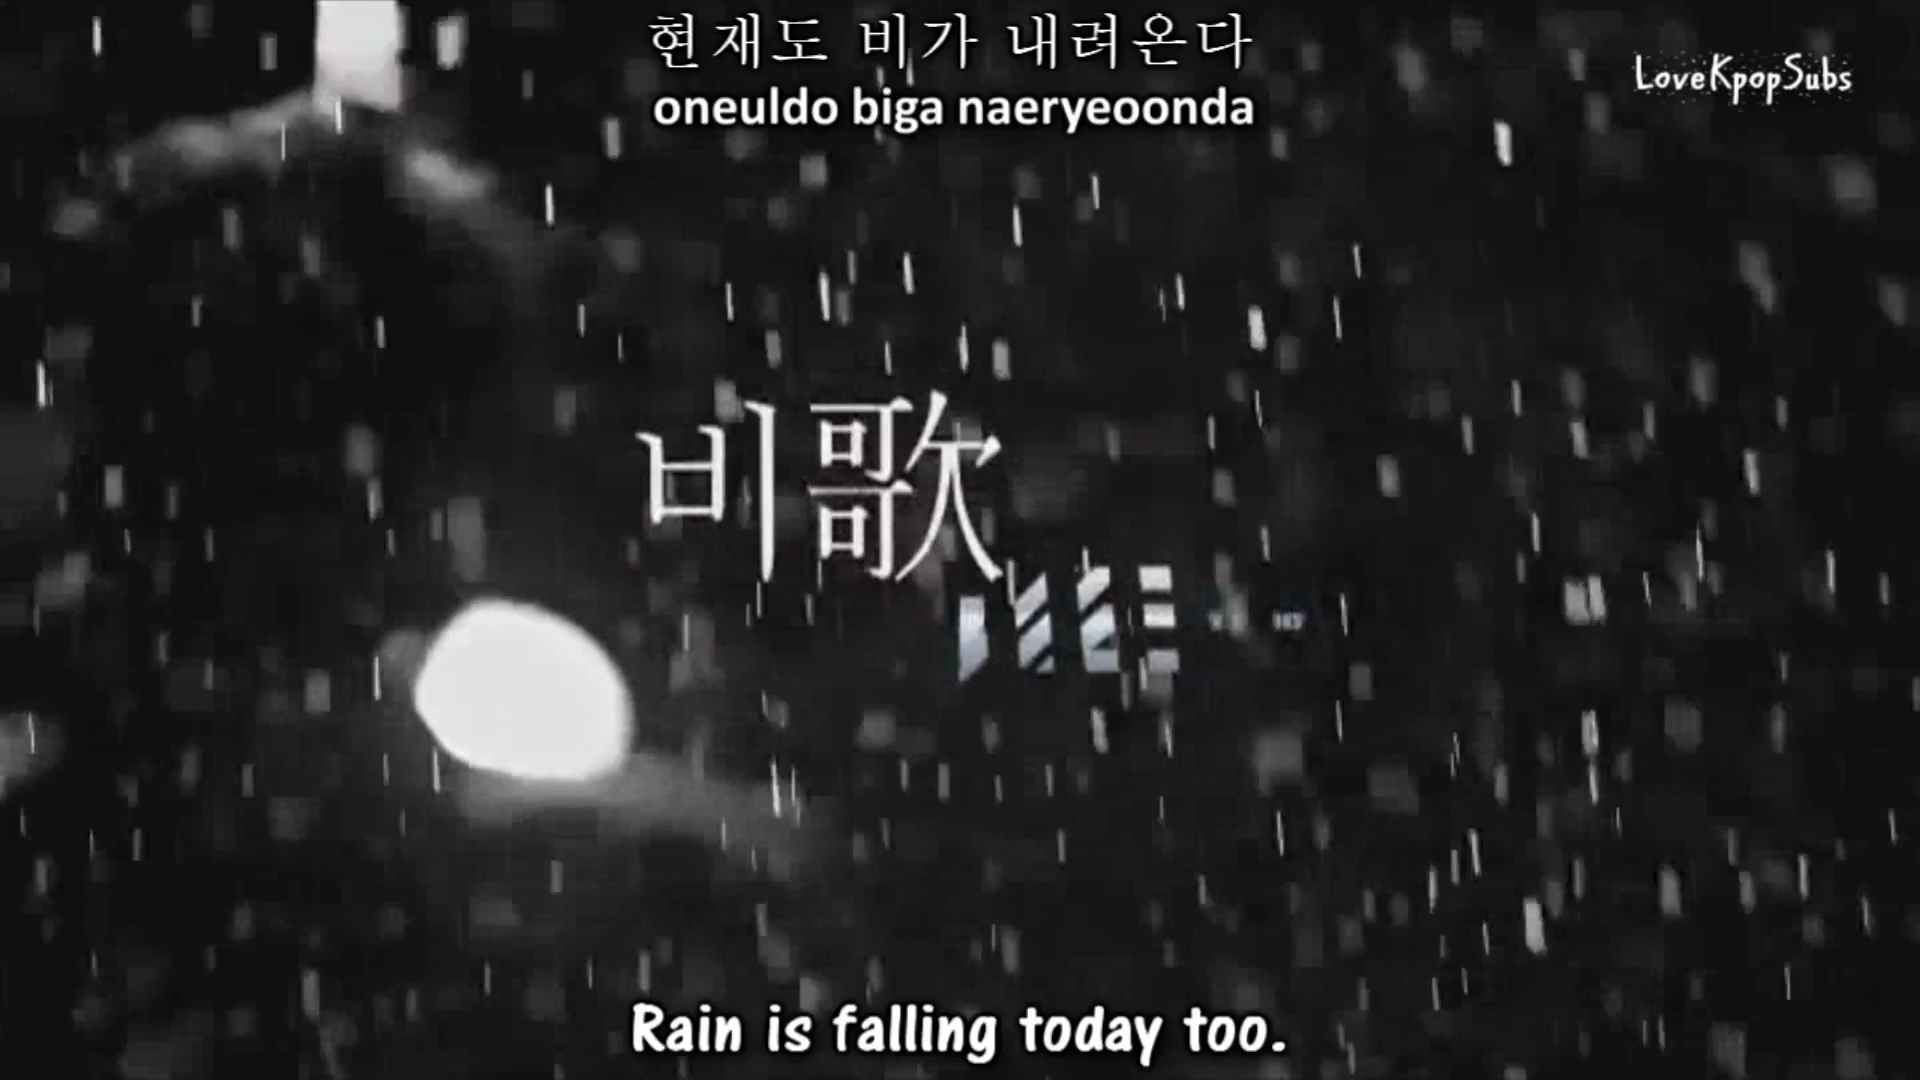 현재도 비가 내려온다
oneuldo biga naeryeoonda
LoveKpopSubs
비歌
Rain is falling today too.